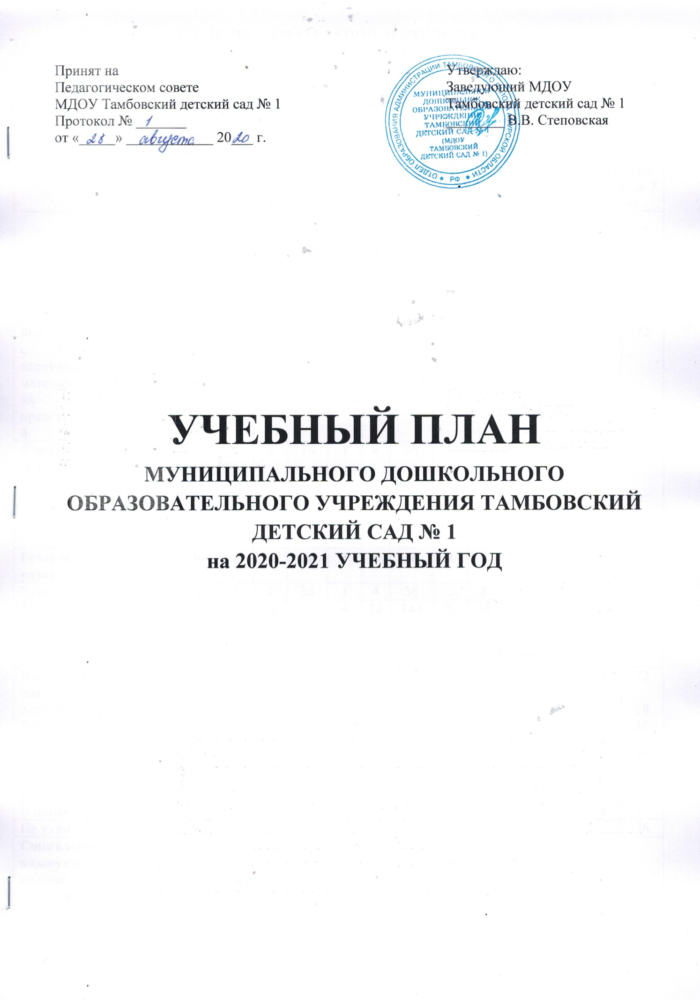 Принят на
Педагогическом совете
МДОУ Тамбовский детский сад № 1
Протокол № 1
от «28» августа 2020 г.
Утверждаю:
Заведующий МДОУ
Тамбовский детский сад № 1
В.В. Степовская
ОТДЕЛ ОБРАЗОВАНИЯ АДМИНИСТРАЦИИ ТАМБОВСКОГО РАЙОНА АМУРСКОЙ ОБЛАСТИ * РФ *
МУНИЦИПАЛЬНОЕ
ДОШКОЛЬНОЕ
ОБРАЗОВАТЕЛЬНОЕ
УЧРЕЖДЕНИЕ
ТАМБОВСКИЙ
ДЕТСКИЙ САД № 1
(МДОУ
ТАМБОВСКИЙ
ДЕТСКИЙ САД № 1)
УЧЕБНЫЙ ПЛАН
МУНИЦИПАЛЬНОГО ДОШКОЛЬНОГО
ОБРАЗОВАТЕЛЬНОГО УЧРЕЖДЕНИЯ ТАМБОВСКИЙ
ДЕТСКИЙ САД № 1
на 2020-2021 УЧЕБНЫЙ ГОД